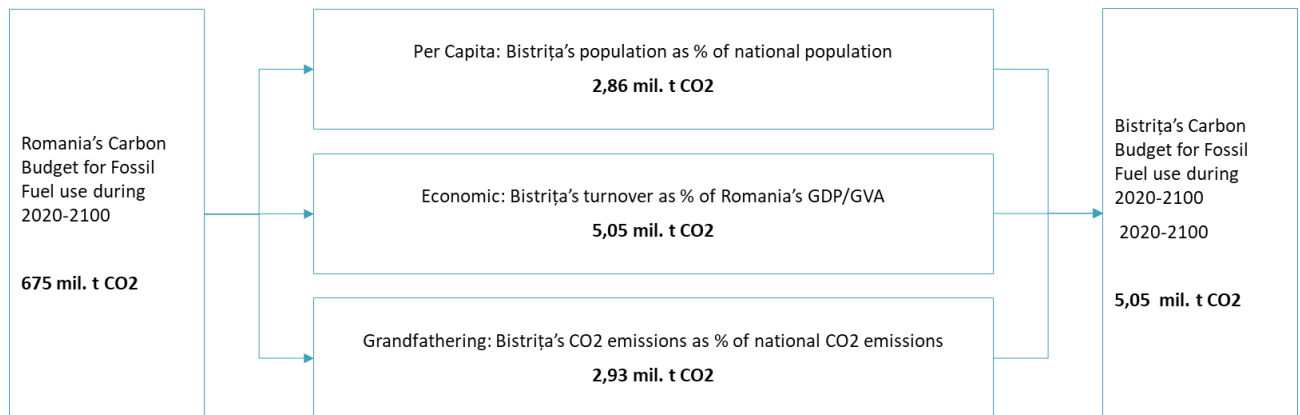 Romania’s Carbon
Budget for Fossil
Fuel use during
2020-2100
675 mil. t CO2
Per Capita: Bistrița’s population as % of national population
2,86 mil. t CO2
Economic: Bistrița’s turnover as % of Romania’s GDP/GVA
5,05 mil. t CO2
Grandfathering: Bistrița’s CO2 emissions as % of national CO2 emissions
2,93 mil. t CO2
Bistrița’s Carbon
Budget for Fossil
Fuel use during
2020-2100
2020-2100
5,05 mil. t CO2